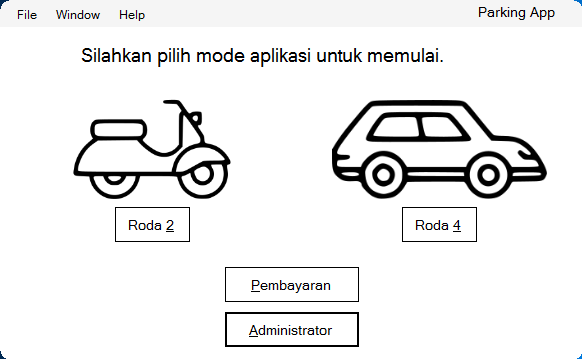 File Window Help Parking App
Silahkan pilih mode aplikasi untuk memulai.
Roda 2 Roda 4
Pembayaran
Administrator